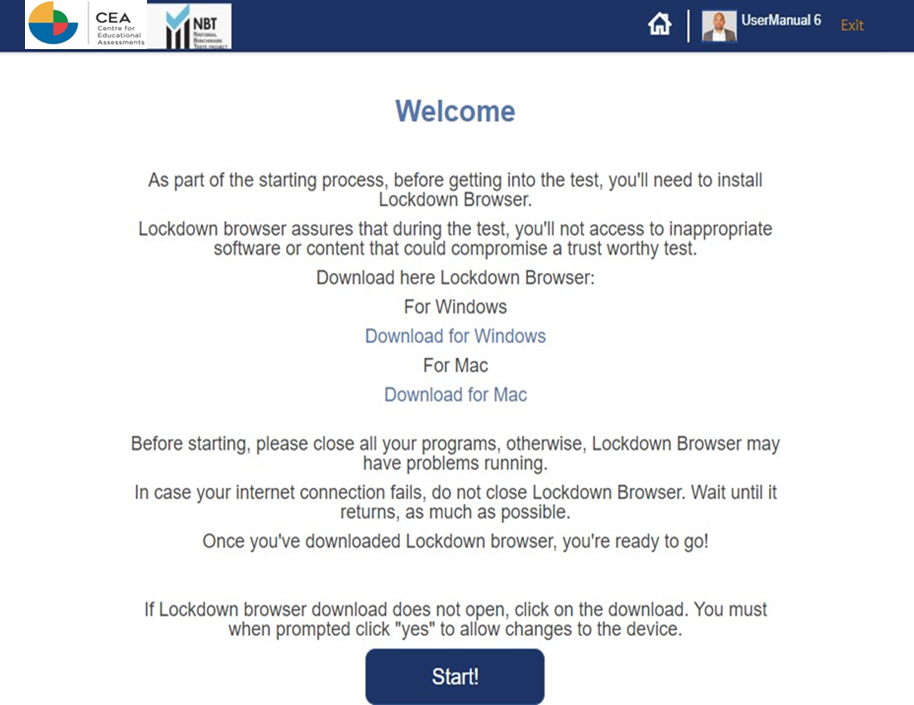 CEA
Centre for
Educational
Assessments
NBT
National
Benchmark
Tests Project
UserManual 6
Exit
Welcome
As part of the starting process, before getting into the test, you'll need to install
Lockdown Browser.
Lockdown browser assures that during the test, you'll not access to inappropriate
software or content that could compromise a trust worthy test.
Download here Lockdown Browser:
For Windows
Download for Windows
For Mac
Download for Mac
Before starting, please close all your programs, otherwise, Lockdown Browser may
have problems running.
In case your internet connection fails, do not close Lockdown Browser. Wait until it
returns, as much as possible.
Once you've downloaded Lockdown browser, you're ready to go!
If Lockdown browser download does not open, click on the download. You must
when prompted click "yes" to allow changes to the device.
Start!